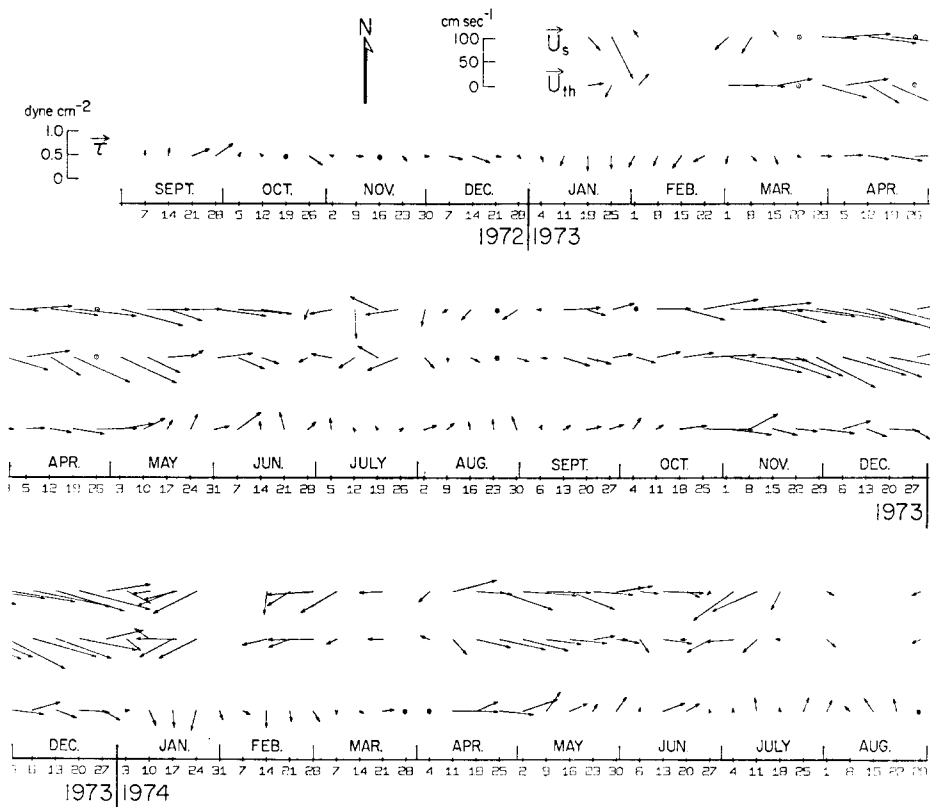 N
cm sec-1
100
50
0
Us
Uth
dyne cm-2
1.0
0.5
0
τ
SEPT. OCT. NOV. DEC. JAN. FEB. MAR. APR.
7 14 21 28 5 12 19 26 2 9 16 23 30 7 14 21 28 4 11 18 25 1 8 15 22 1 8 15 22 29 5 12 19 26
1972 1973
APR. MAY JUN. JULY AUG. SEPT. OCT. NOV. DEC.
5 12 19 26 3 10 17 24 31 7 14 21 28 5 12 19 26 2 9 16 23 30 6 13 20 27 4 11 18 25 1 8 15 22 29 6 13 20 27
1973
DEC. JAN. FEB. MAR. APR. MAY JUN. JULY AUG.
6 13 20 27 3 10 17 24 31 7 14 21 28 7 14 21 28 4 11 18 25 2 9 16 23 30 6 13 20 27 4 11 18 25 1 8 15 22 29
1973 1974